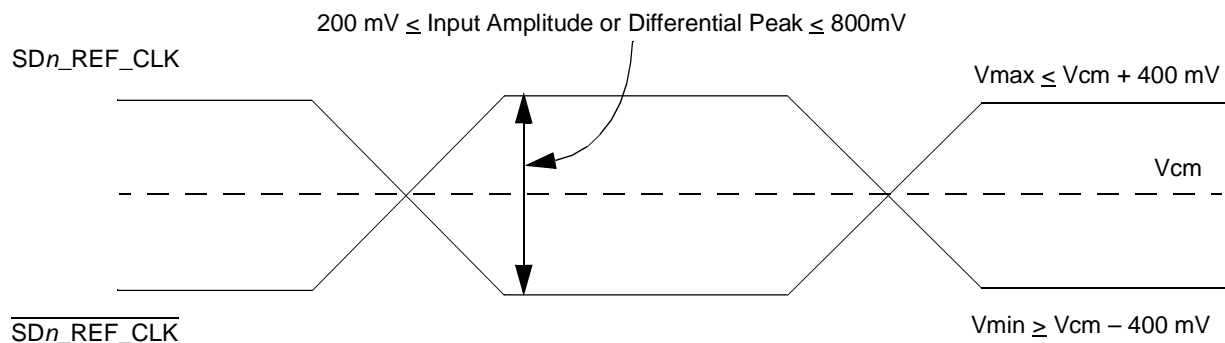 200 mV ≤ Input Amplitude or Differential Peak ≤ 800mV
SDn_REF_CLK
Vmax ≤ Vcm + 400 mV
Vcm
SDn_REF_CLK
Vmin ≥ Vcm – 400 mV